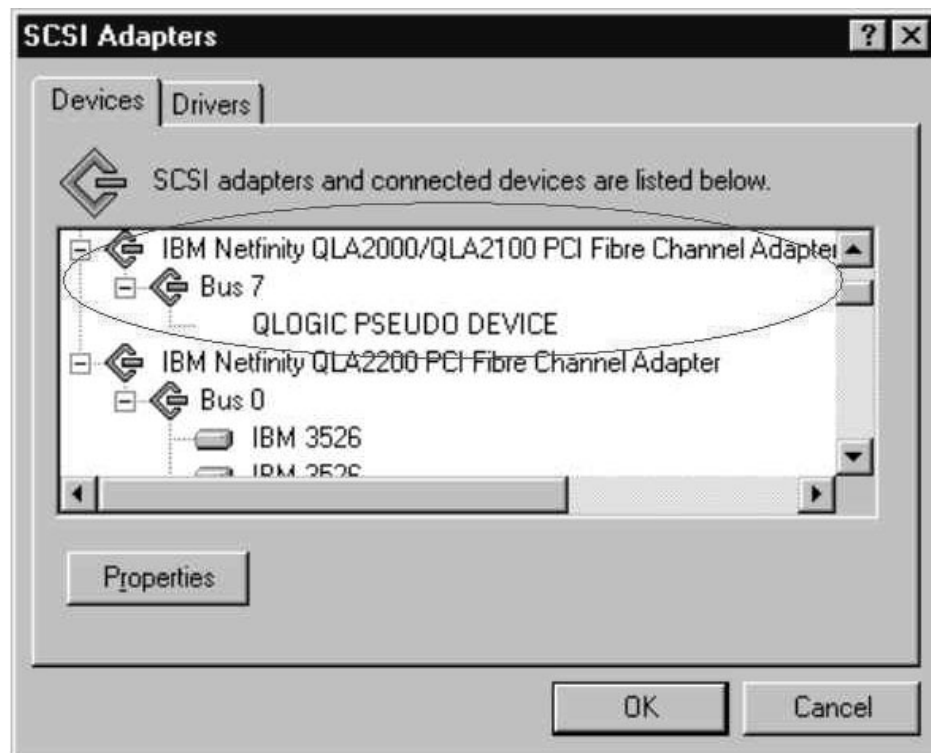 SCSI Adapters
Devices Drivers
SCSI adapters and connected devices are listed below.
IBM Netfinity QLA2000/QLA2100 PCI Fibre Channel Adapter
Bus 7
QLOGIC PSEUDO DEVICE
IBM Netfinity QLA2200 PCI Fibre Channel Adapter
Bus 0
IBM 3526
IBM 3526
Properties
OK Cancel